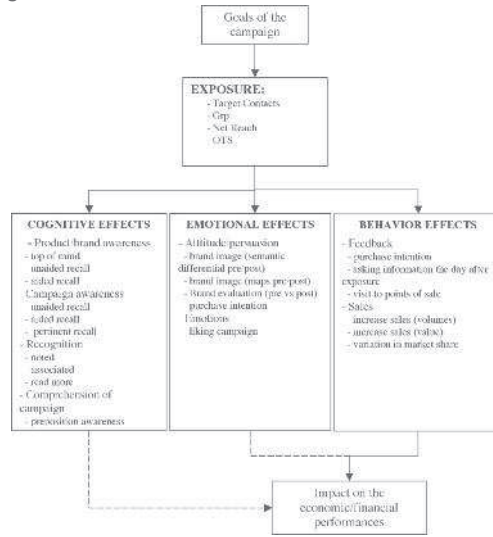 Goals of the
campaign
EXPOSURE:
- Target Contacts
- Grp
- Net Reach
OTS
COGNITIVE EFFECTS
- Product/brand awareness
- top of mind
unaided recall
- aided recall
Campaign awareness
unaided recall
- aided recall
- pertinent recall
- Recognition
- noted
associated
- read more
- Comprehension of
campaign
- preposition awareness
EMOTIONAL EFFECTS
- Attitude persuasion
- brand image (semantic
differential pre/post)
- brand image (maps pre-post)
- Brand evaluation (pre vs post)
purchase intention
Emotions
liking campaign
BEHAVIOR EFFECTS
- Feedback
- purchase intention
- asking information the day after
exposure
- visit to points of sale
- Sales
- increase sales (volumes)
- increase sales (value)
- variation in market share
Impact on the
economic/financial
performances